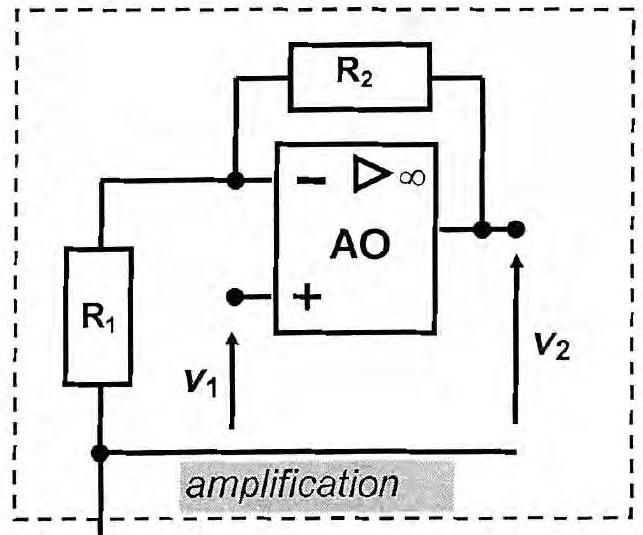 R₂
− ▷ ∞
AO
R₁
+
v₁
v₂
amplification